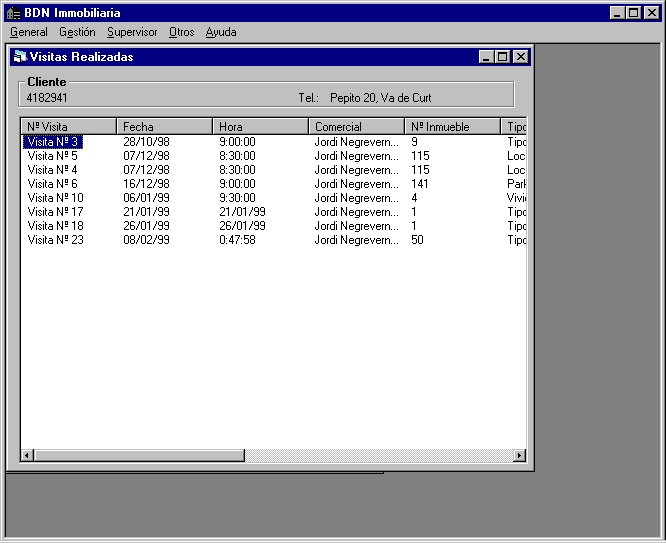 BDN Immobiliaria
General Gestión Supervisor Otros Ayuda
Visitas Realizadas
Cliente
4182941 Tel.: Pepito 20, Va de Curt
Nº Visita Fecha Hora Comercial Nº Inmueble Tipo
Visita Nº 3 28/10/98 9:00:00 Jordi Negrevern... 9 Tipo
Visita Nº 5 07/12/98 8:30:00 Jordi Negrevern... 115 Loc
Visita Nº 4 07/12/98 8:30:00 Jordi Negrevern... 115 Loc
Visita Nº 6 16/12/98 9:00:00 Jordi Negrevern... 141 Park
Visita Nº 10 06/01/99 9:30:00 Jordi Negrevern... 4 Vivi
Visita Nº 17 21/01/99 21/01/99 Jordi Negrevern... 1 Tipo
Visita Nº 18 26/01/99 26/01/99 Jordi Negrevern... 1 Tipo
Visita Nº 23 08/02/99 0:47:58 Jordi Negrevern... 50 Tipo